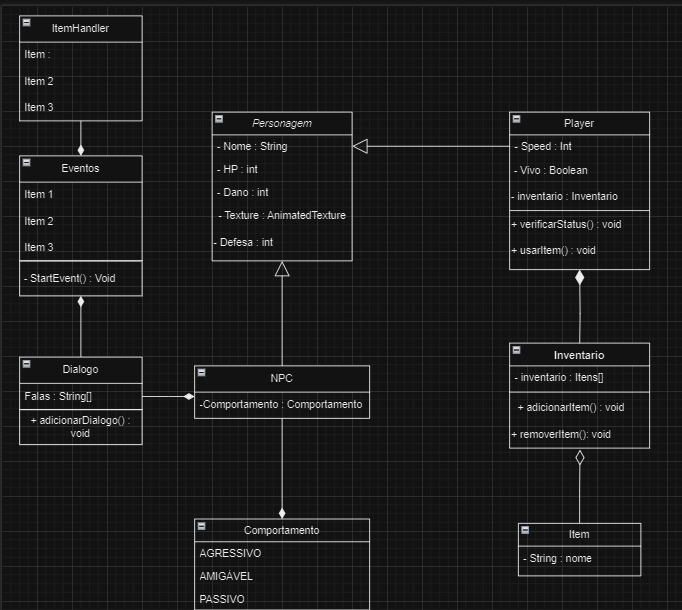 ItemHandler
Item :
Item 2
Item 3
Eventos
Item 1
Item 2
Item 3
- StartEvent() : Void
Dialogo
Falas : String[]
+ adicionarDialogo() :
void
Personagem
- Nome : String
- HP : int
- Dano : int
- Texture : AnimatedTexture
- Defesa : int
NPC
-Comportamento : Comportamento
Comportamento
AGRESSIVO
AMIGÁVEL
PASSIVO
Player
- Speed : Int
- Vivo : Boolean
- inventario : Inventario
+ verificarStatus() : void
+ usarItem() : void
Inventario
- inventario : Itens[]
+ adicionarItem() : void
+ removerItem(): void
Item
- String : nome